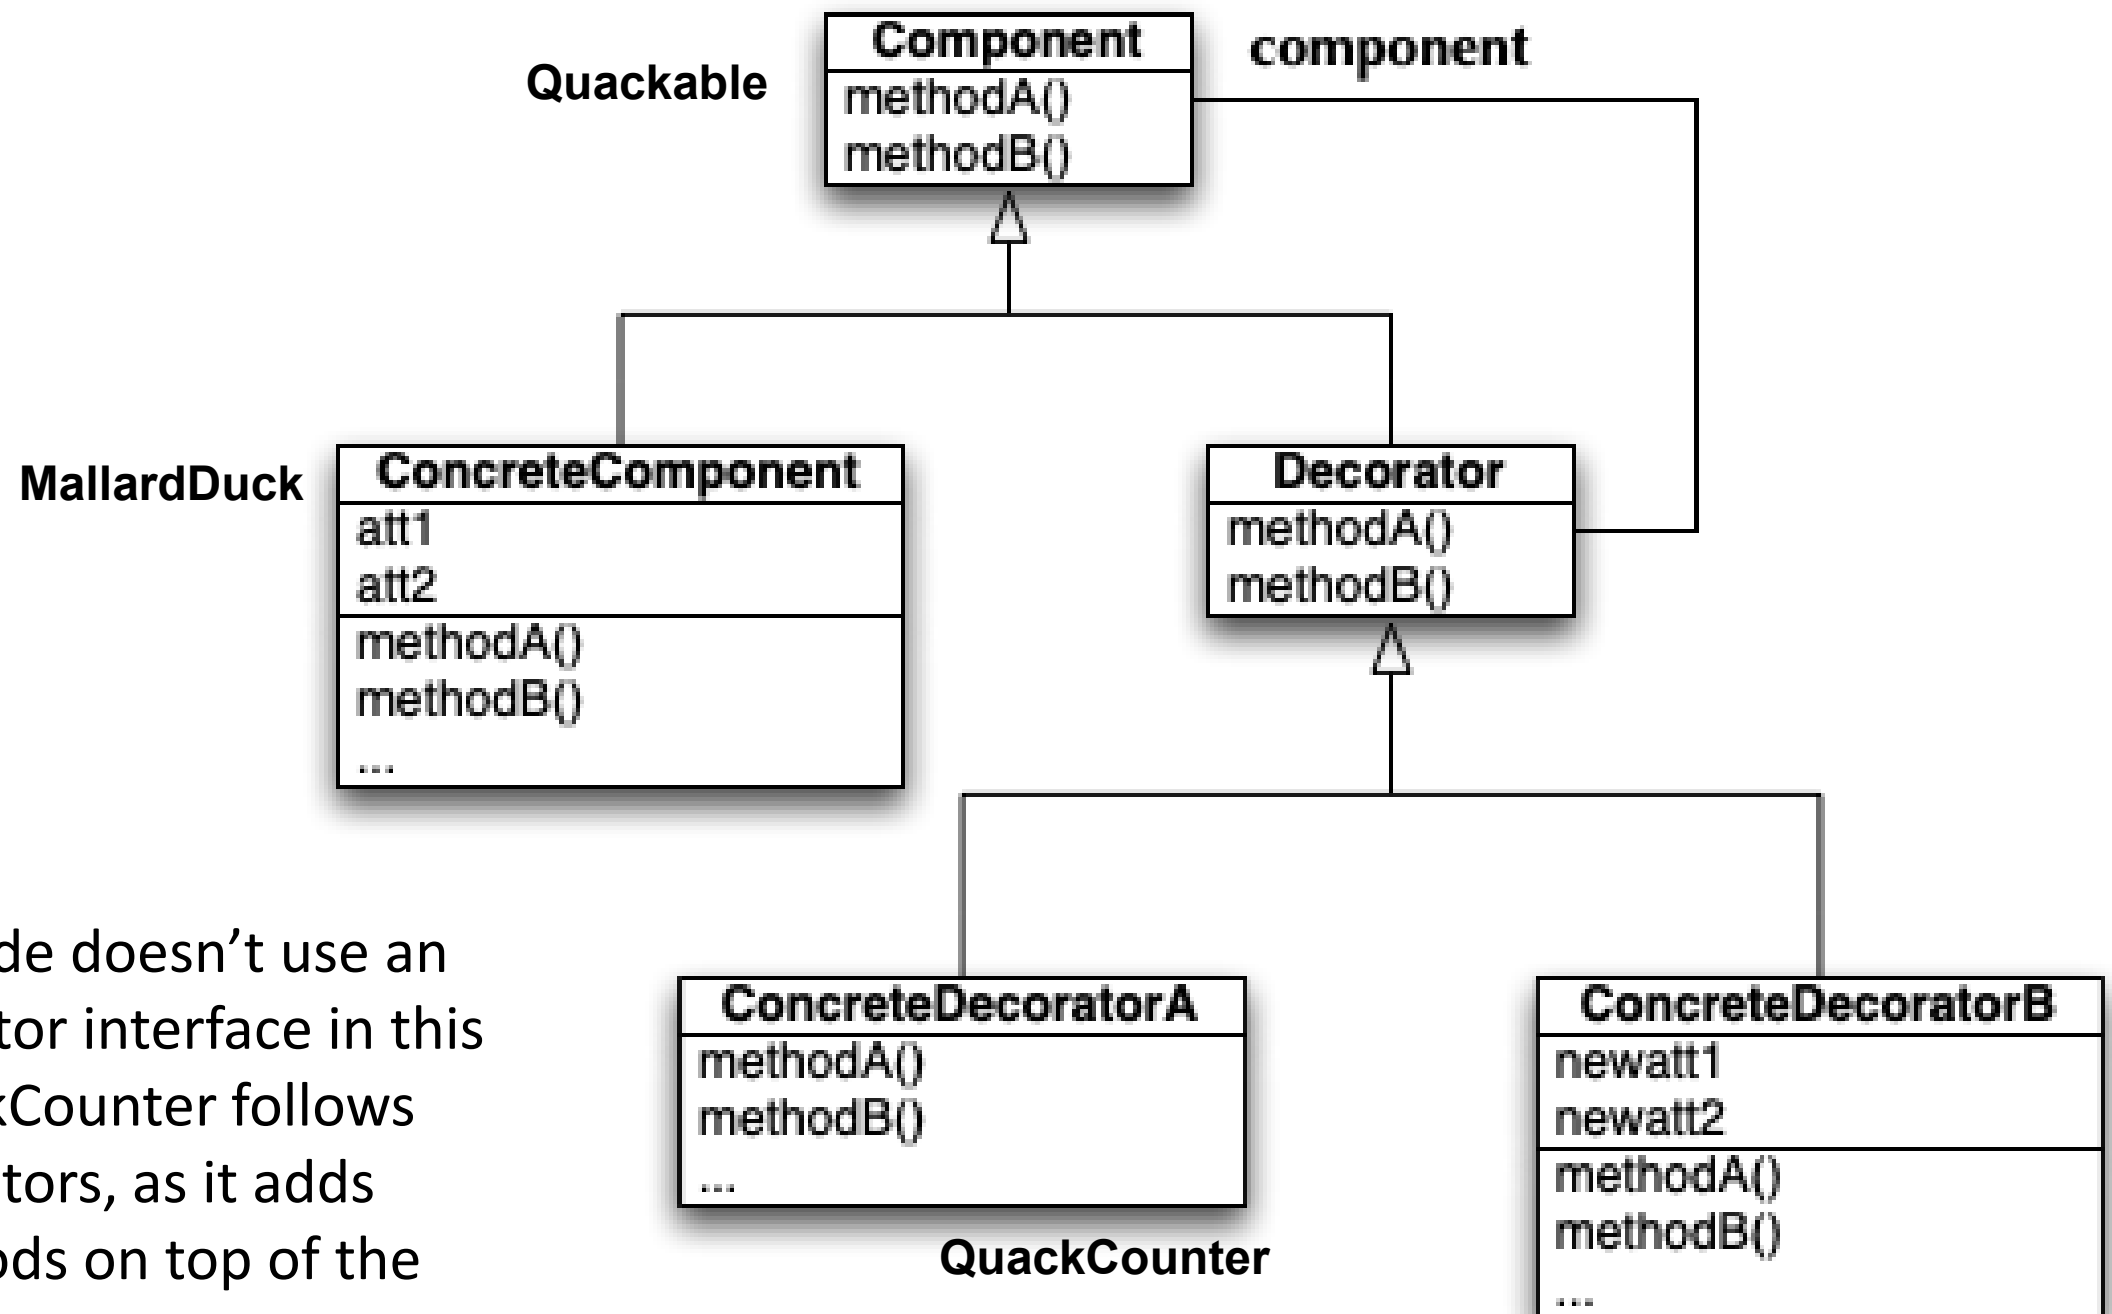 Component
component
Quackable
methodA()
methodB()
MallardDuck
ConcreteComponent
att1
att2
methodA()
methodB()
...
Decorator
methodA()
methodB()
de doesn’t use an
tor interface in this
kCounter follows
tors, as it adds
ods on top of the
ConcreteDecoratorA
methodA()
methodB()
...
QuackCounter
ConcreteDecoratorB
newatt1
newatt2
methodA()
methodB()
...